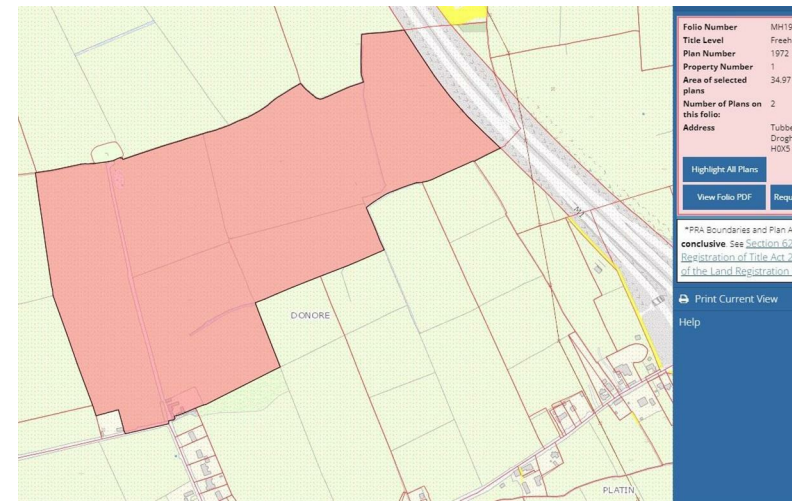 Folio Number MH19
Title Level Freeh
Plan Number 1972
Property Number 1
Area of selected 34.97
plans
Number of Plans on 2
this folio:
Address Tubbe
Drogh
H0X5
Highlight All Plans
View Folio PDF Requ
*PRA Boundaries and Plan A
conclusive. See Section 62
Registration of Title Act 2
of the Land Registration
Print Current View
Help
M1
DONORE
PLATIN